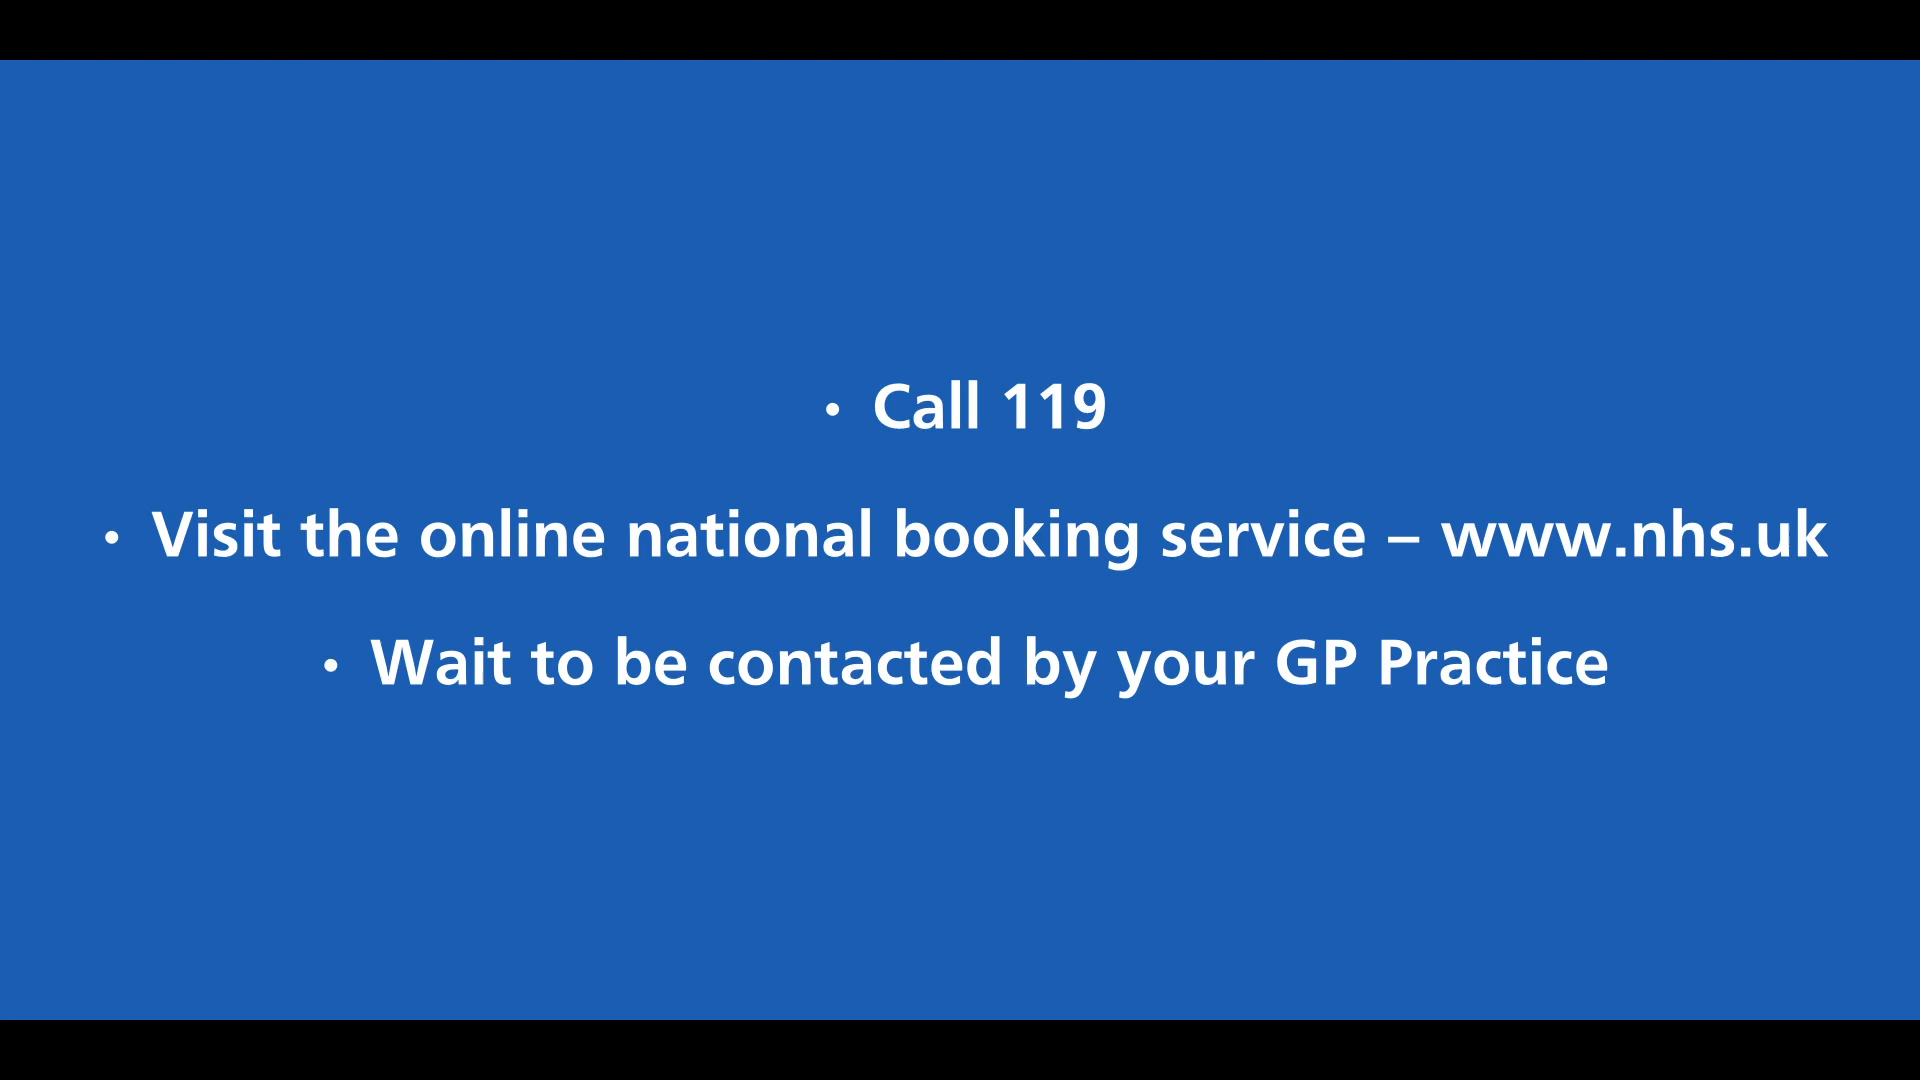 • Call 119
• Visit the online national booking service – www.nhs.uk
• Wait to be contacted by your GP Practice